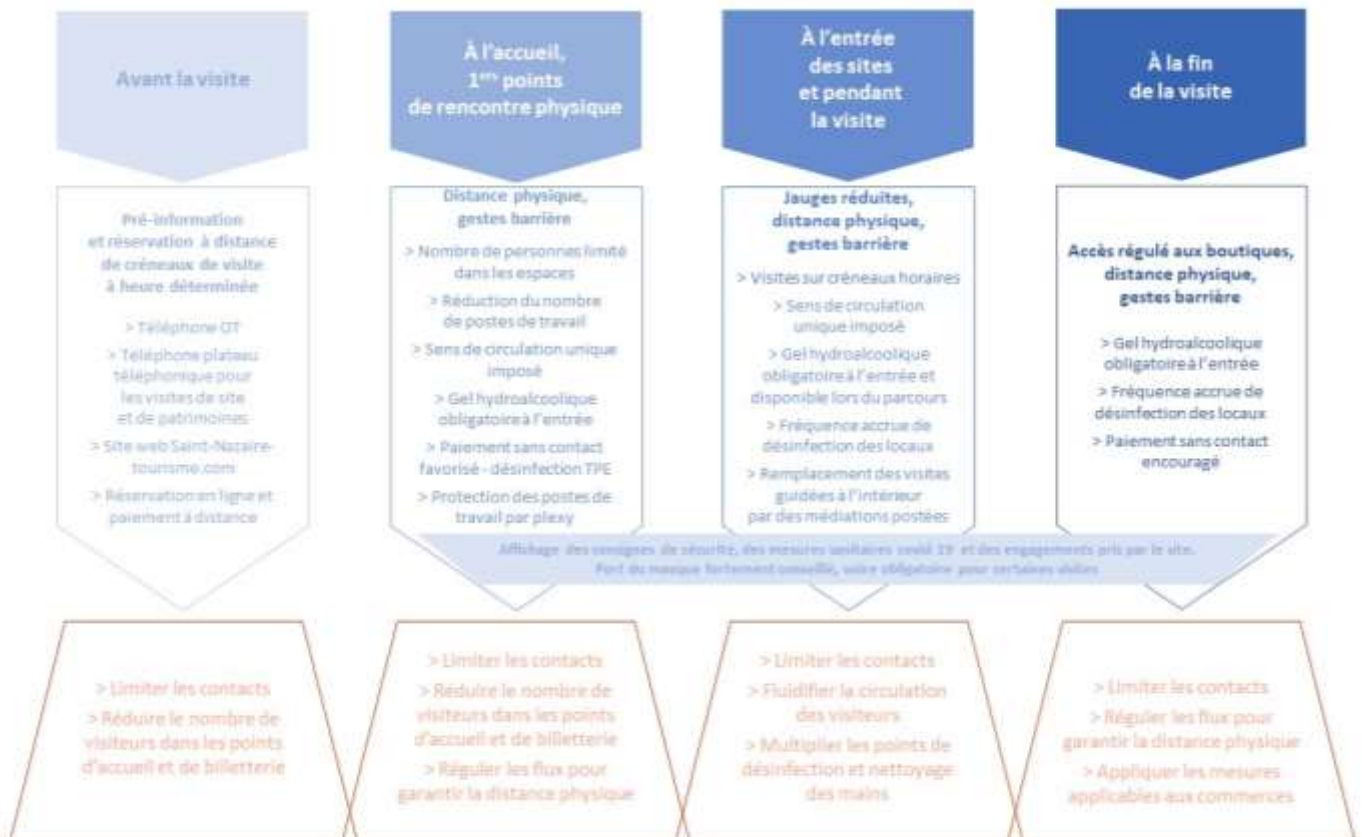 Avant la visite
Pré-information
et réservation à distance
de créneaux de visite
à heure déterminée
> Téléphone OT
> Téléphone plateau
téléphonique pour
les visites de site
et de patrimoines
> Site web Saint-Nazaire-
tourisme.com
> Réservation en ligne et
paiement à distance
À l'accueil,
1ers points
de rencontre physique
Distance physique,
gestes barrière
> Nombre de personnes limité
dans les espaces
> Réduction du nombre
de postes de travail
> Sens de circulation unique
imposé
> Gel hydroalcoolique
obligatoire à l'entrée
> Paiement sans contact
favorisé - désinfection TPE
> Protection des postes de
travail par plexy
À l'entrée
des sites
et pendant
la visite
Jauges réduites,
distance physique,
gestes barrière
> Visites sur créneaux horaires
> Sens de circulation
unique imposé
> Gel hydroalcoolique
obligatoire à l'entrée et
disponible lors du parcours
> Fréquence accrue de
désinfection des locaux
> Remplacement des visites
guidées à l'intérieur
par des médiations postées
À la fin
de la visite
Accès régulé aux boutiques,
distance physique,
gestes barrière
> Gel hydroalcoolique
obligatoire à l'entrée
> Fréquence accrue de
désinfection des locaux
> Paiement sans contact
encouragé
Affichage des consignes de sécurité, des mesures sanitaires covid 19 et des engagements pris par le site.
Port du masque fortement conseillé, voire obligatoire pour certaines visites
> Limiter les contacts
> Réduire le nombre de
visiteurs dans les points
d'accueil et de billetterie
> Limiter les contacts
> Réduire le nombre de
visiteurs dans les points
d'accueil et de billetterie
> Réguler les flux pour
garantir la distance physique
> Limiter les contacts
> Fluidifier la circulation
des visiteurs
> Multiplier les points de
désinfection et nettoyage
des mains
> Limiter les contacts
> Réguler les flux pour
garantir la distance physique
> Appliquer les mesures
applicables aux commerces